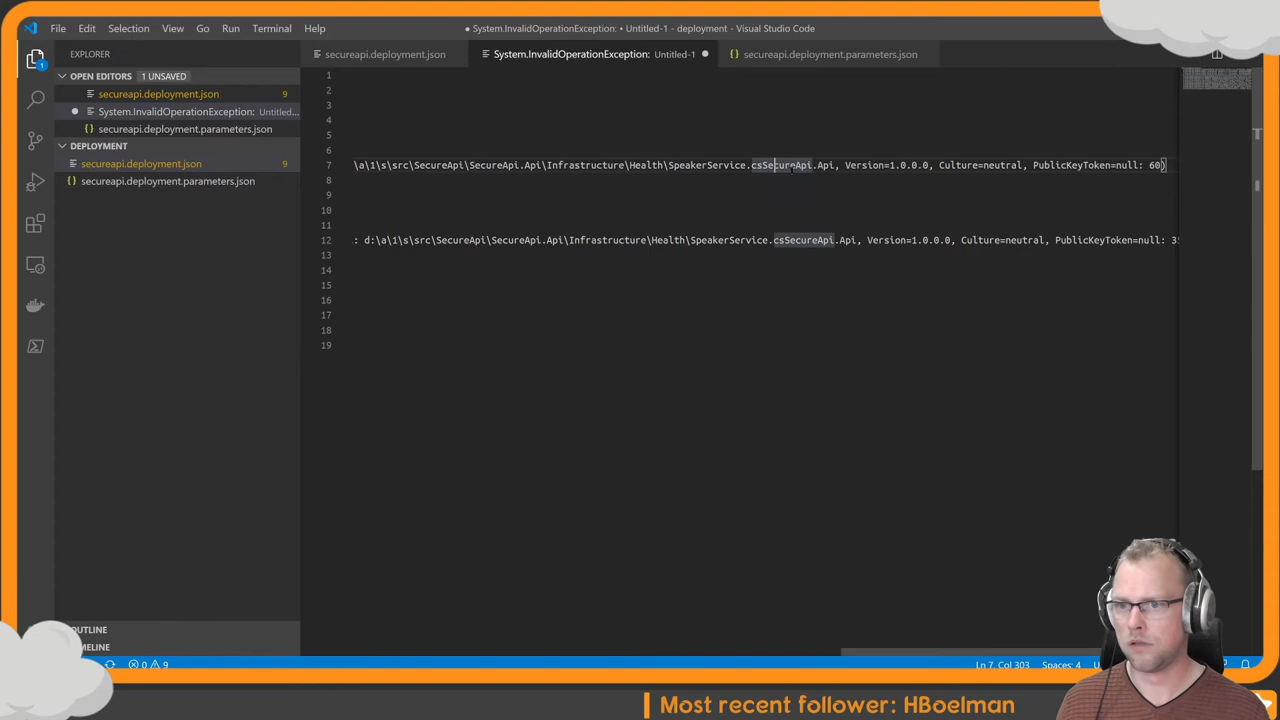 File Edit Selection View Go Run Terminal Help
● System.InvalidOperationException: • Untitled-1 - deployment - Visual Studio Code
EXPLORER
secureapi.deployment.json
System.InvalidOperationException: Untitled-1
{} secureapi.deployment.parameters.json
OPEN EDITORS 1 UNSAVED
secureapi.deployment.json 9
System.InvalidOperationException: Untitled...
{} secureapi.deployment.parameters.json
DEPLOYMENT
secureapi.deployment.json 9
{} secureapi.deployment.parameters.json
1
2
3
4
5
6
7 \a\1\s\src\SecureApi\SecureApi.Api\Infrastructure\Health\SpeakerService.csSecureApi.Api, Version=1.0.0.0, Culture=neutral, PublicKeyToken=null: 60)
8
9
10
11
12 : d:\a\1\s\src\SecureApi\SecureApi.Api\Infrastructure\Health\SpeakerService.csSecureApi.Api, Version=1.0.0.0, Culture=neutral, PublicKeyToken=null:
13
14
15
16
17
18
19
1
OUTLINE
MELINE
0 9
Ln 7, Col 303 Spaces: 4
Most recent follower: HBoelman